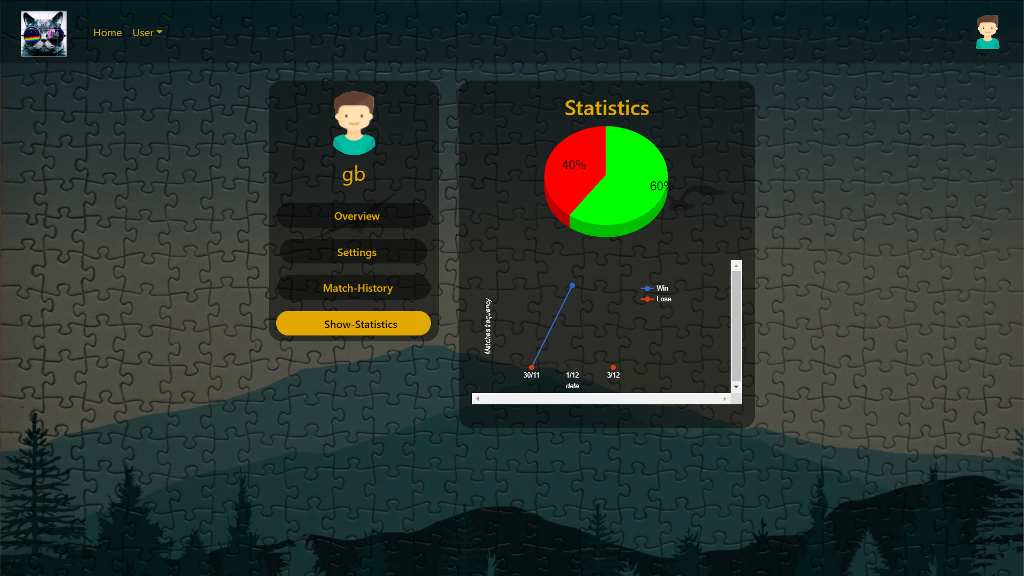 Home User
gb
Overview
Settings
Match-History
Show-Statistics
Statistics
40%
60%
Matches frequency
Win
Lose
30/11 1/12 3/12
date